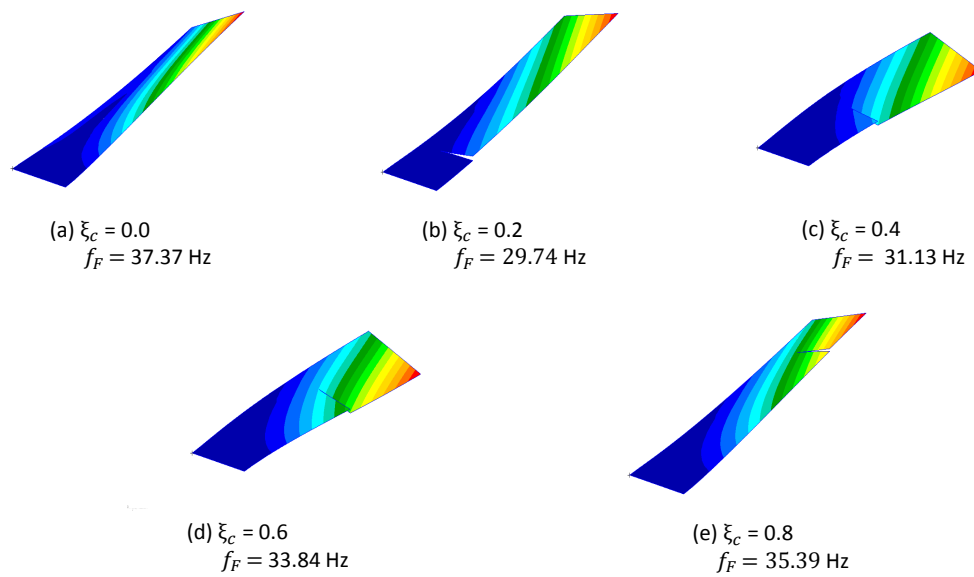 (a) ξ𝑐 = 0.0
𝑓𝐹 = 37.37 Hz
(b) ξ𝑐 = 0.2
𝑓𝐹 = 29.74 Hz
(c) ξ𝑐 = 0.4
𝑓𝐹 = 31.13 Hz
(d) ξ𝑐 = 0.6
𝑓𝐹 = 33.84 Hz
(e) ξ𝑐 = 0.8
𝑓𝐹 = 35.39 Hz